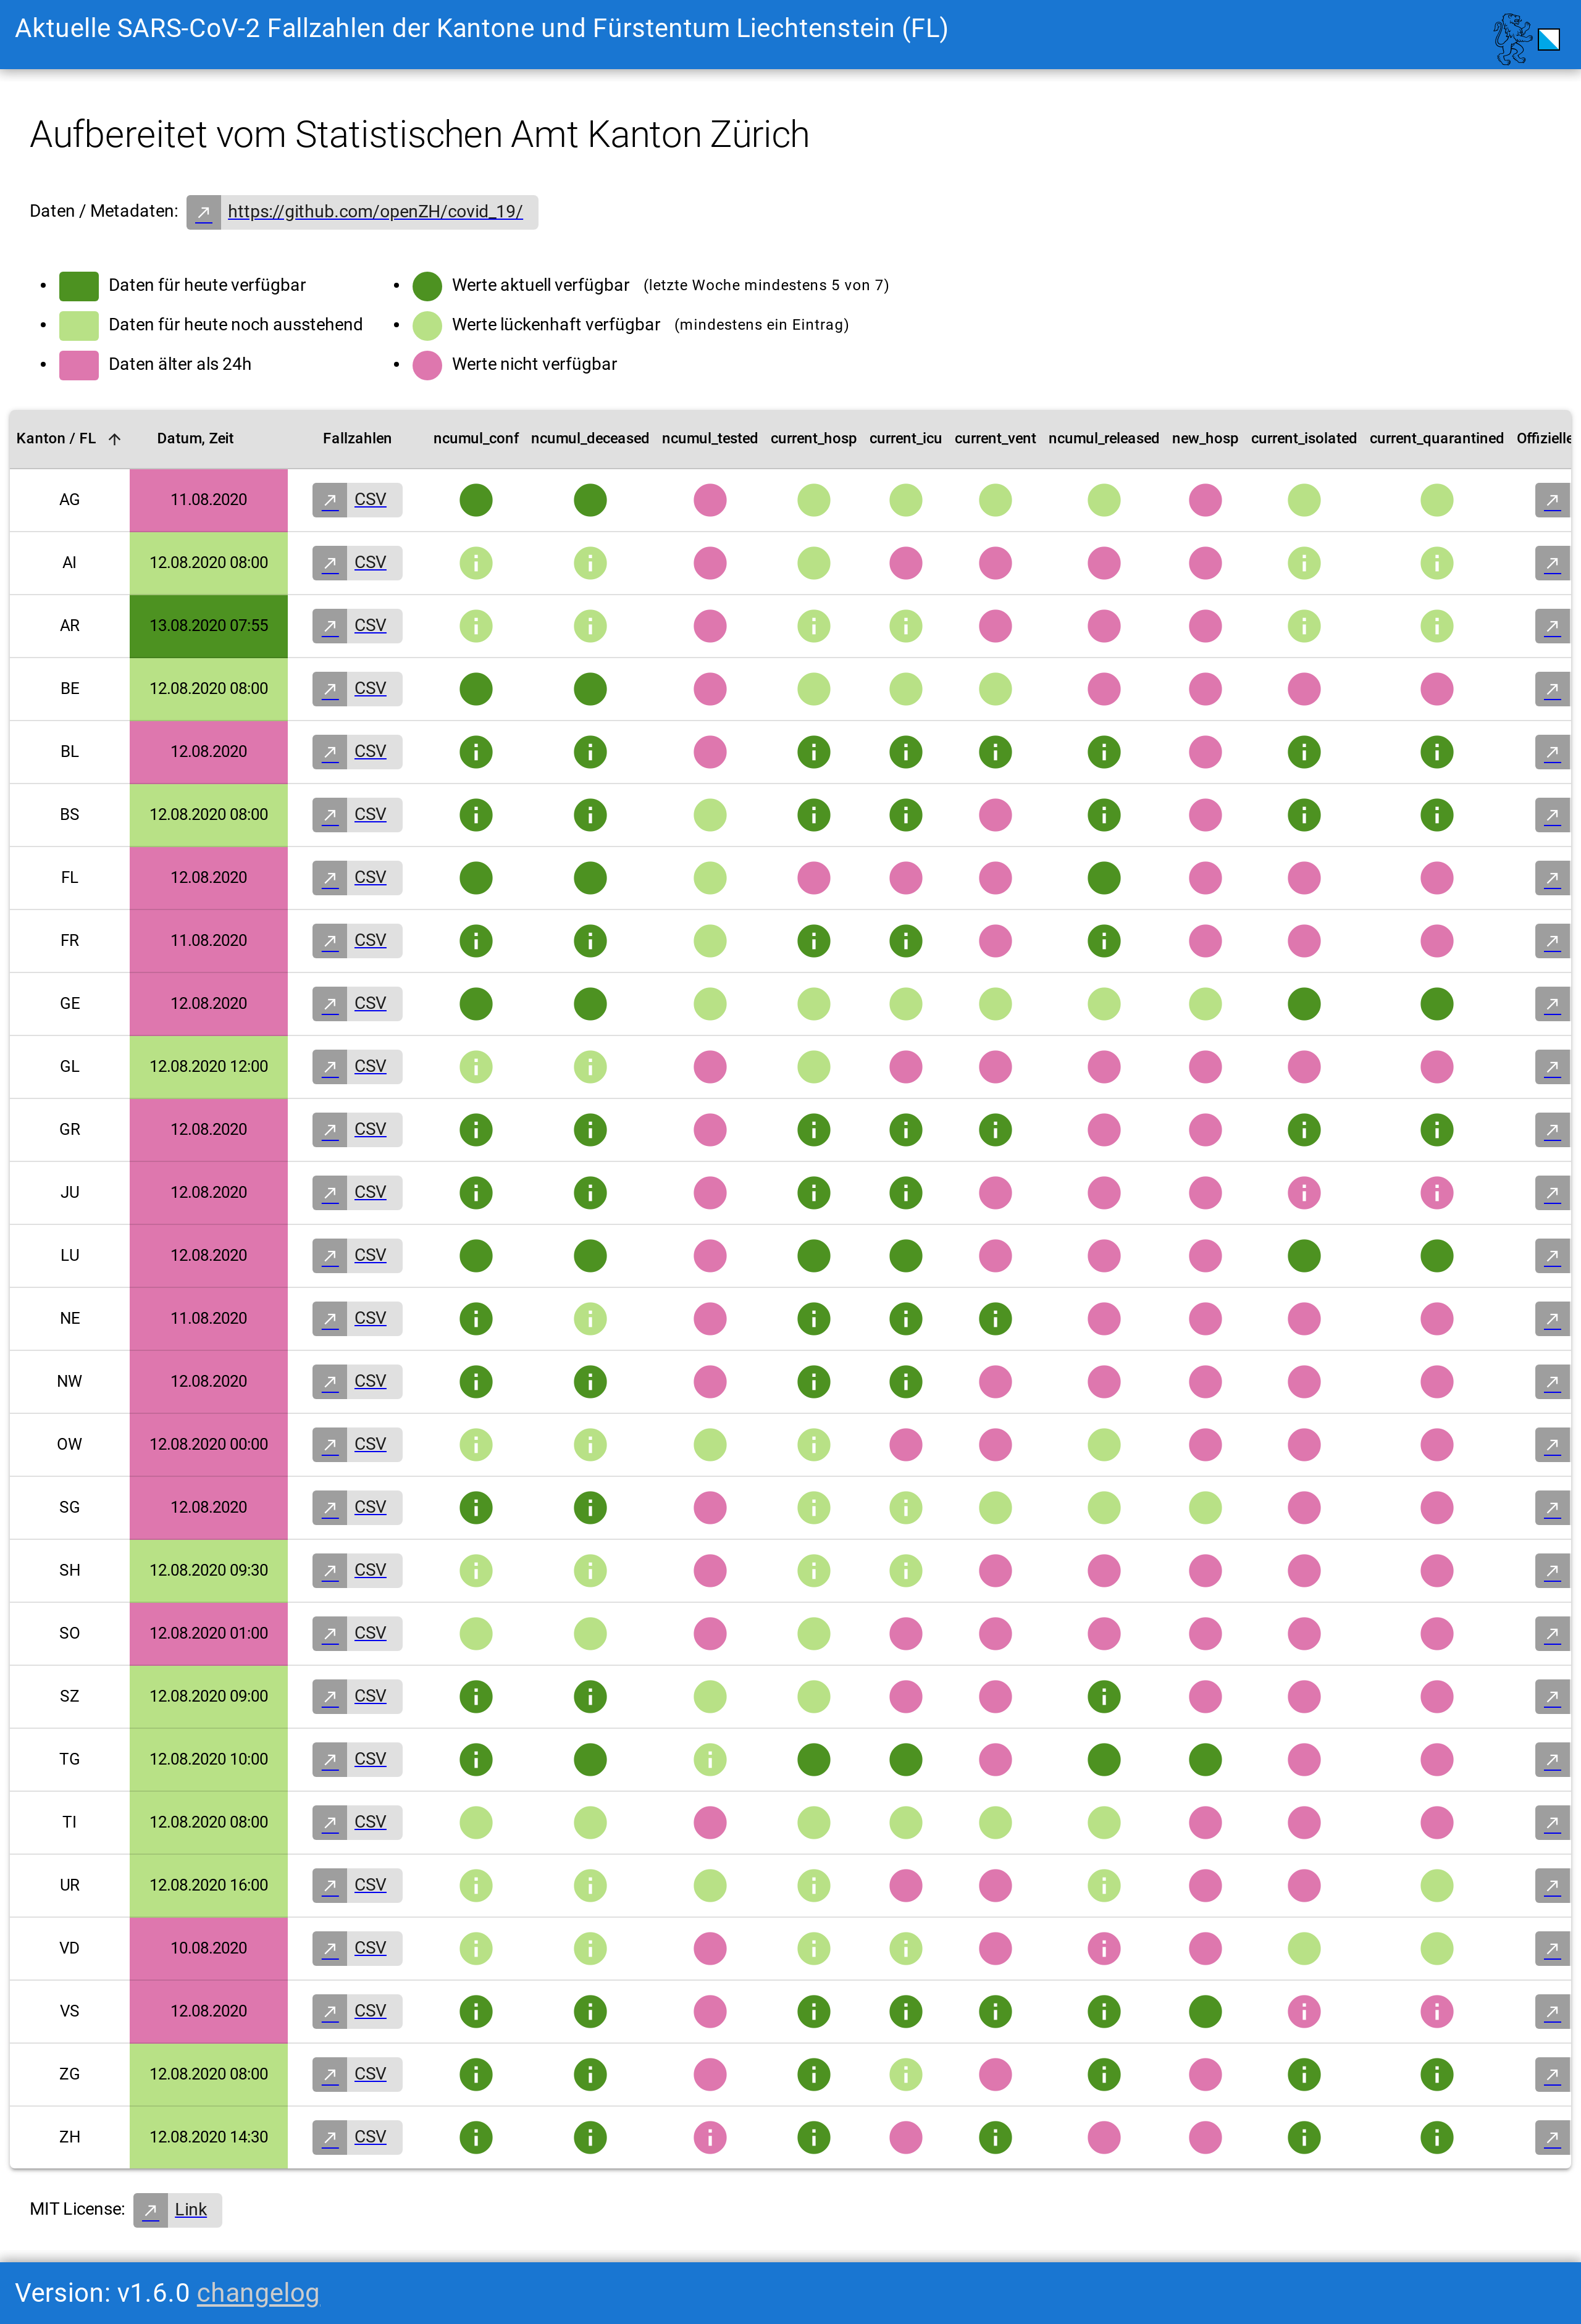 Aktuelle SARS-CoV-2 Fallzahlen der Kantone und Fürstentum Liechtenstein (FL)
Aufbereitet vom Statistischen Amt Kanton Zürich
Daten / Metadaten: https://github.com/openZH/covid_19/
Daten für heute verfügbar
Daten für heute noch ausstehend
Daten älter als 24h
Werte aktuell verfügbar (letzte Woche mindestens 5 von 7)
Werte lückenhaft verfügbar (mindestens ein Eintrag)
Werte nicht verfügbar
Kanton / FL Datum, Zeit Fallzahlen ncumul_conf ncumul_deceased ncumul_tested current_hosp current_icu current_vent ncumul_released new_hosp current_isolated current_quarantined Offizielle
AG 11.08.2020 CSV
AI 12.08.2020 08:00 CSV
AR 13.08.2020 07:55 CSV
BE 12.08.2020 08:00 CSV
BL 12.08.2020 CSV
BS 12.08.2020 08:00 CSV
FL 12.08.2020 CSV
FR 11.08.2020 CSV
GE 12.08.2020 CSV
GL 12.08.2020 12:00 CSV
GR 12.08.2020 CSV
JU 12.08.2020 CSV
LU 12.08.2020 CSV
NE 11.08.2020 CSV
NW 12.08.2020 CSV
OW 12.08.2020 00:00 CSV
SG 12.08.2020 CSV
SH 12.08.2020 09:30 CSV
SO 12.08.2020 01:00 CSV
SZ 12.08.2020 09:00 CSV
TG 12.08.2020 10:00 CSV
TI 12.08.2020 08:00 CSV
UR 12.08.2020 16:00 CSV
VD 10.08.2020 CSV
VS 12.08.2020 CSV
ZG 12.08.2020 08:00 CSV
ZH 12.08.2020 14:30 CSV
MIT License: Link
Version: v1.6.0 changelog